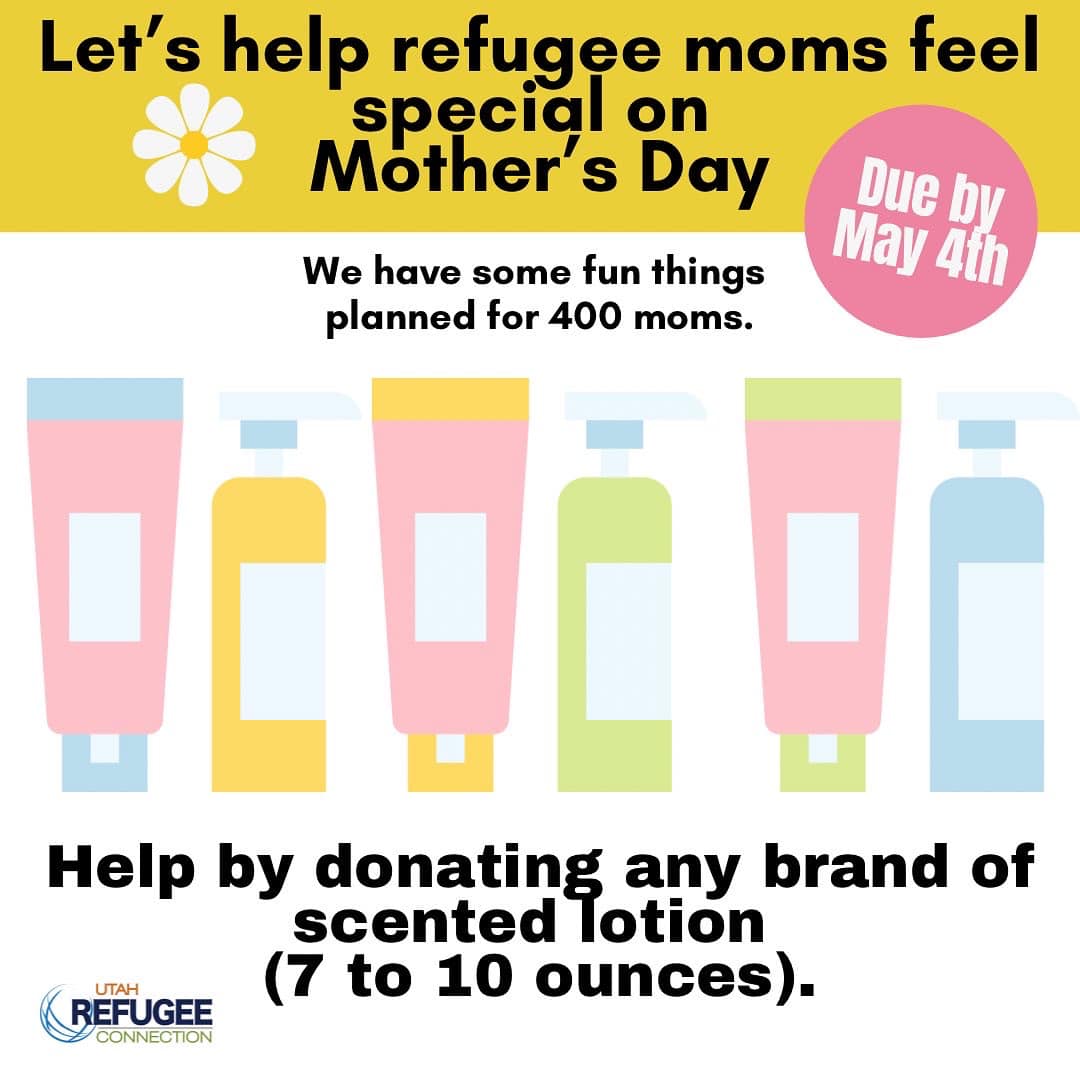 Let’s help refugee moms feel
special on
Mother’s Day
Due by
May 4th
We have some fun things
planned for 400 moms.
Help by donating any brand of
scented lotion
(7 to 10 ounces).
UTAH
REFUGEE
CONNECTION